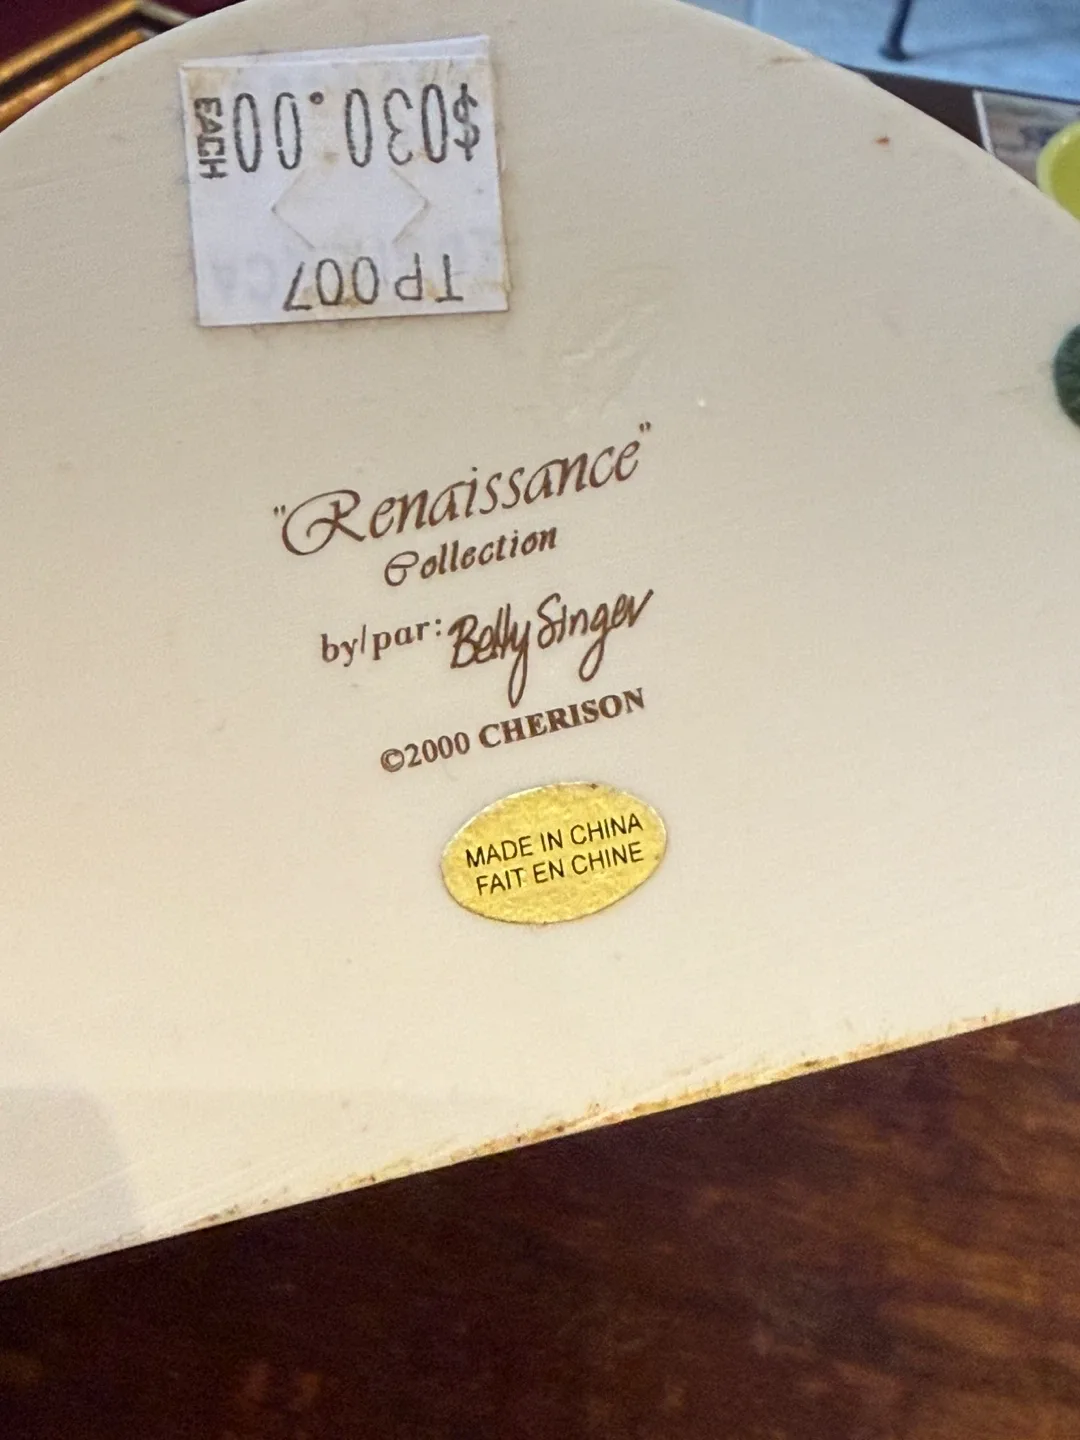 $030.00 EACH
TP007
"Renaissance"
Collection
by/par: Betty Singer
©2000 CHERISON
MADE IN CHINA
FAIT EN CHINE